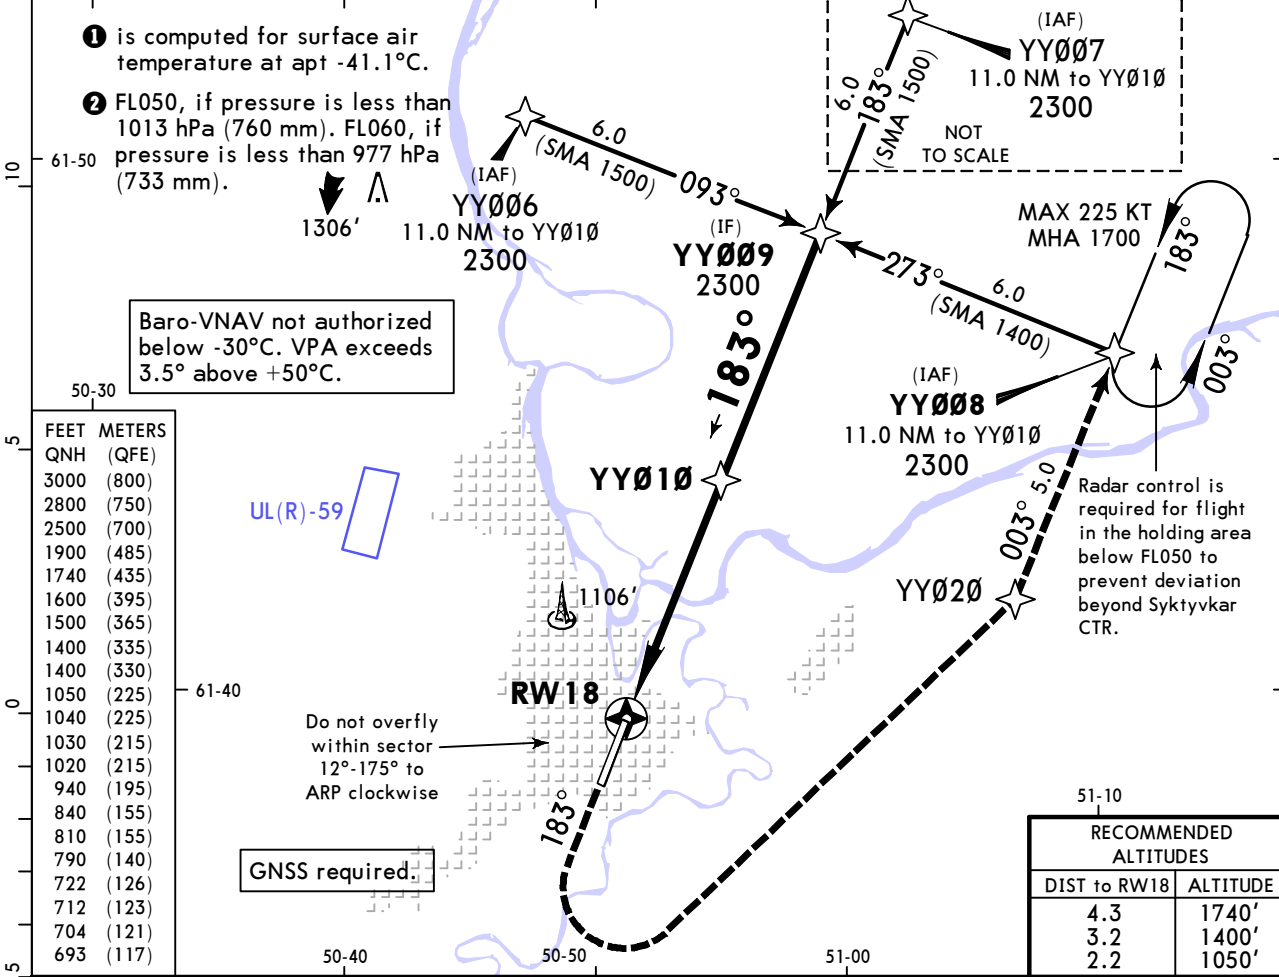 ❶ is computed for surface air
temperature at apt -41.1°C.
❷ FL050, if pressure is less than
1013 hPa (760 mm). FL060, if
pressure is less than 977 hPa
(733 mm).
1306'
61-50
10
(IAF)
YYØØ6
11.0 NM to YYØ1Ø
2300
6.0
(SMA 1500)
093°
(IAF)
YYØØ7
11.0 NM to YYØ1Ø
2300
6.0
183°
(SMA 1500)
NOT
TO SCALE
(IF)
YYØØ9
2300
MAX 225 KT
MHA 1700
183°
003°
273°
6.0
(SMA 1400)
Baro-VNAV not authorized
below -30°C. VPA exceeds
3.5° above +50°C.
183°
(IAF)
YYØØ8
11.0 NM to YYØ1Ø
2300
50-30
5
FEET METERS
QNH (QFE)
3000 (800)
2800 (750)
2500 (700)
1900 (485)
1740 (435)
1600 (395)
1500 (365)
1400 (335)
1400 (330)
1050 (225)
1040 (225)
1030 (215)
1020 (215)
940 (195)
840 (155)
810 (155)
790 (140)
722 (126)
712 (123)
704 (121)
693 (117)
UL(R)-59
YYØ1Ø
003° 5.0
Radar control is
required for flight
in the holding area
below FL050 to
prevent deviation
beyond Syktyvkar
CTR.
1106'
YYØ2Ø
61-40
0
RW18
Do not overfly
within sector
12°-175° to
ARP clockwise
183°
GNSS required.
51-10
RECOMMENDED
ALTITUDES
DIST to RW18 ALTITUDE
4.3 1740'
3.2 1400'
2.2 1050'
5
50-40
50-50
51-00